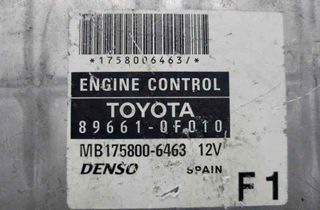 *1758006463/*
ENGINE CONTROL
TOYOTA
89661-0F010
MB175800-6463 12V
DENSO SPAIN F1